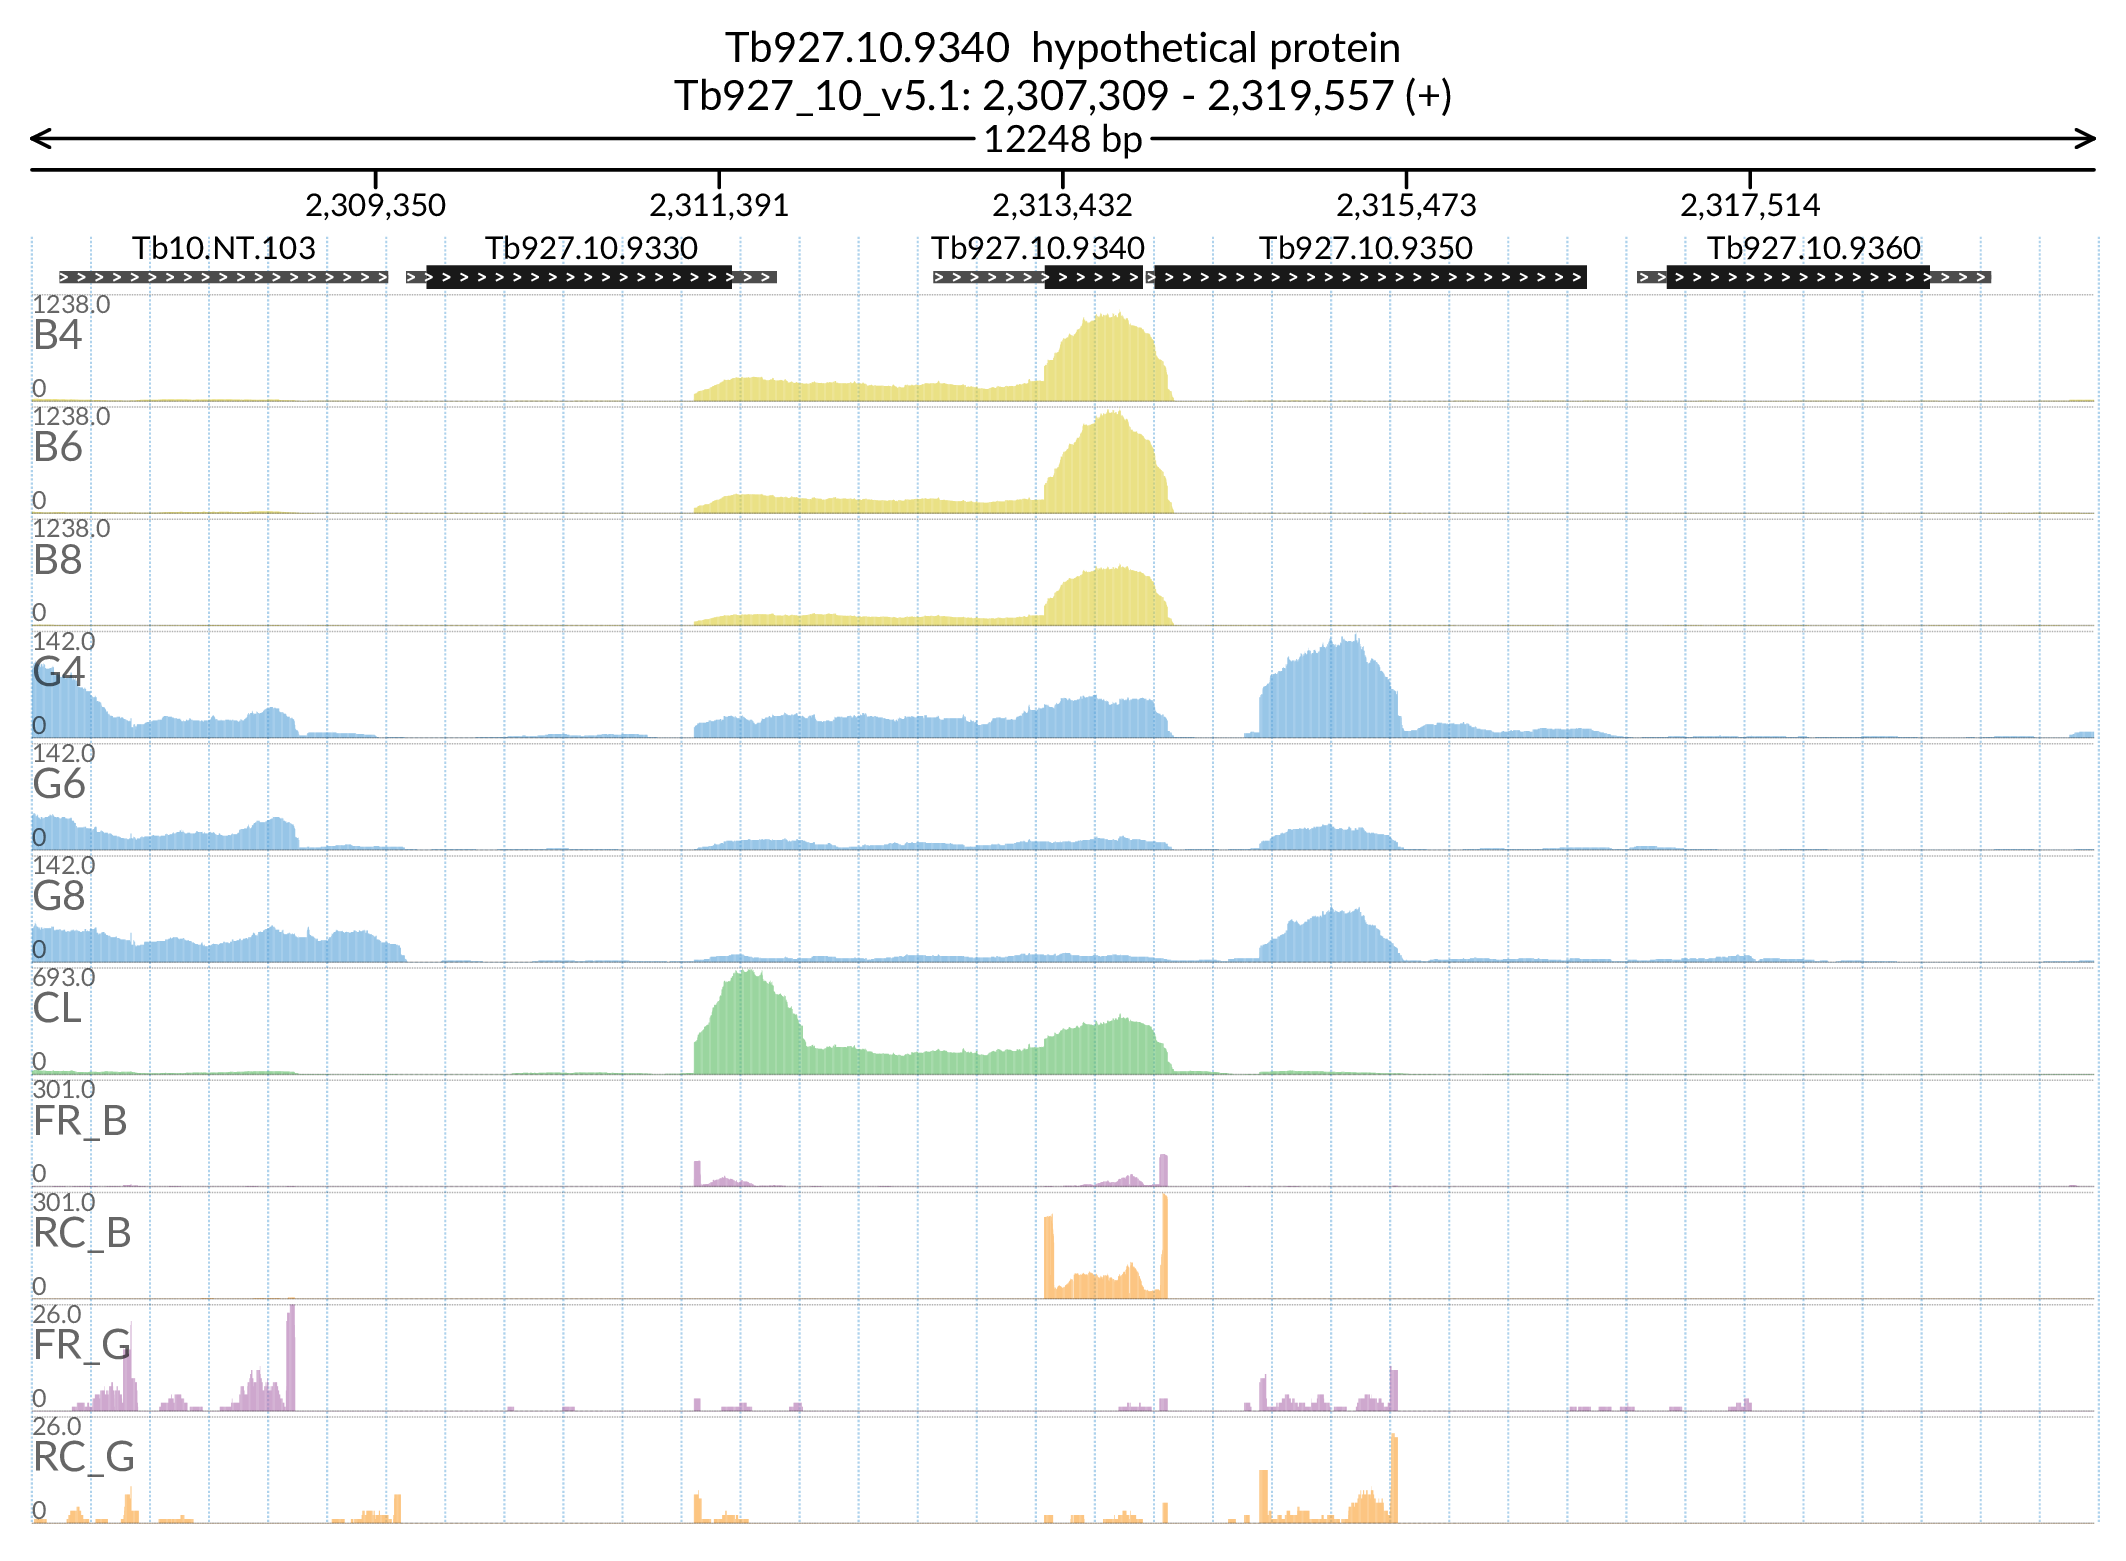 Tb927.10.9340 hypothetical protein
Tb927_10_v5.1: 2,307,309 - 2,319,557 (+)
12248 bp
2,309,350 2,311,391 2,313,432 2,315,473 2,317,514
Tb10.NT.103 Tb927.10.9330 Tb927.10.9340 Tb927.10.9350 Tb927.10.9360
1238.0
B4
0
1238.0
B6
0
1238.0
B8
0
142.0
G4
0
142.0
G6
0
142.0
G8
0
693.0
CL
0
301.0
FR_B
0
301.0
RC_B
0
26.0
FR_G
0
26.0
RC_G
0